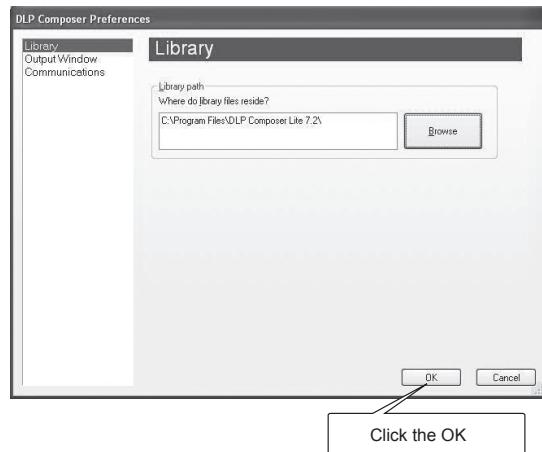 DLP Composer Preferences
Library
Output Window
Communications
Library
Library path
Where do library files reside?
C:\Program Files\DLP Composer Lite 7.2\
Browse
OK
Cancel
Click the OK